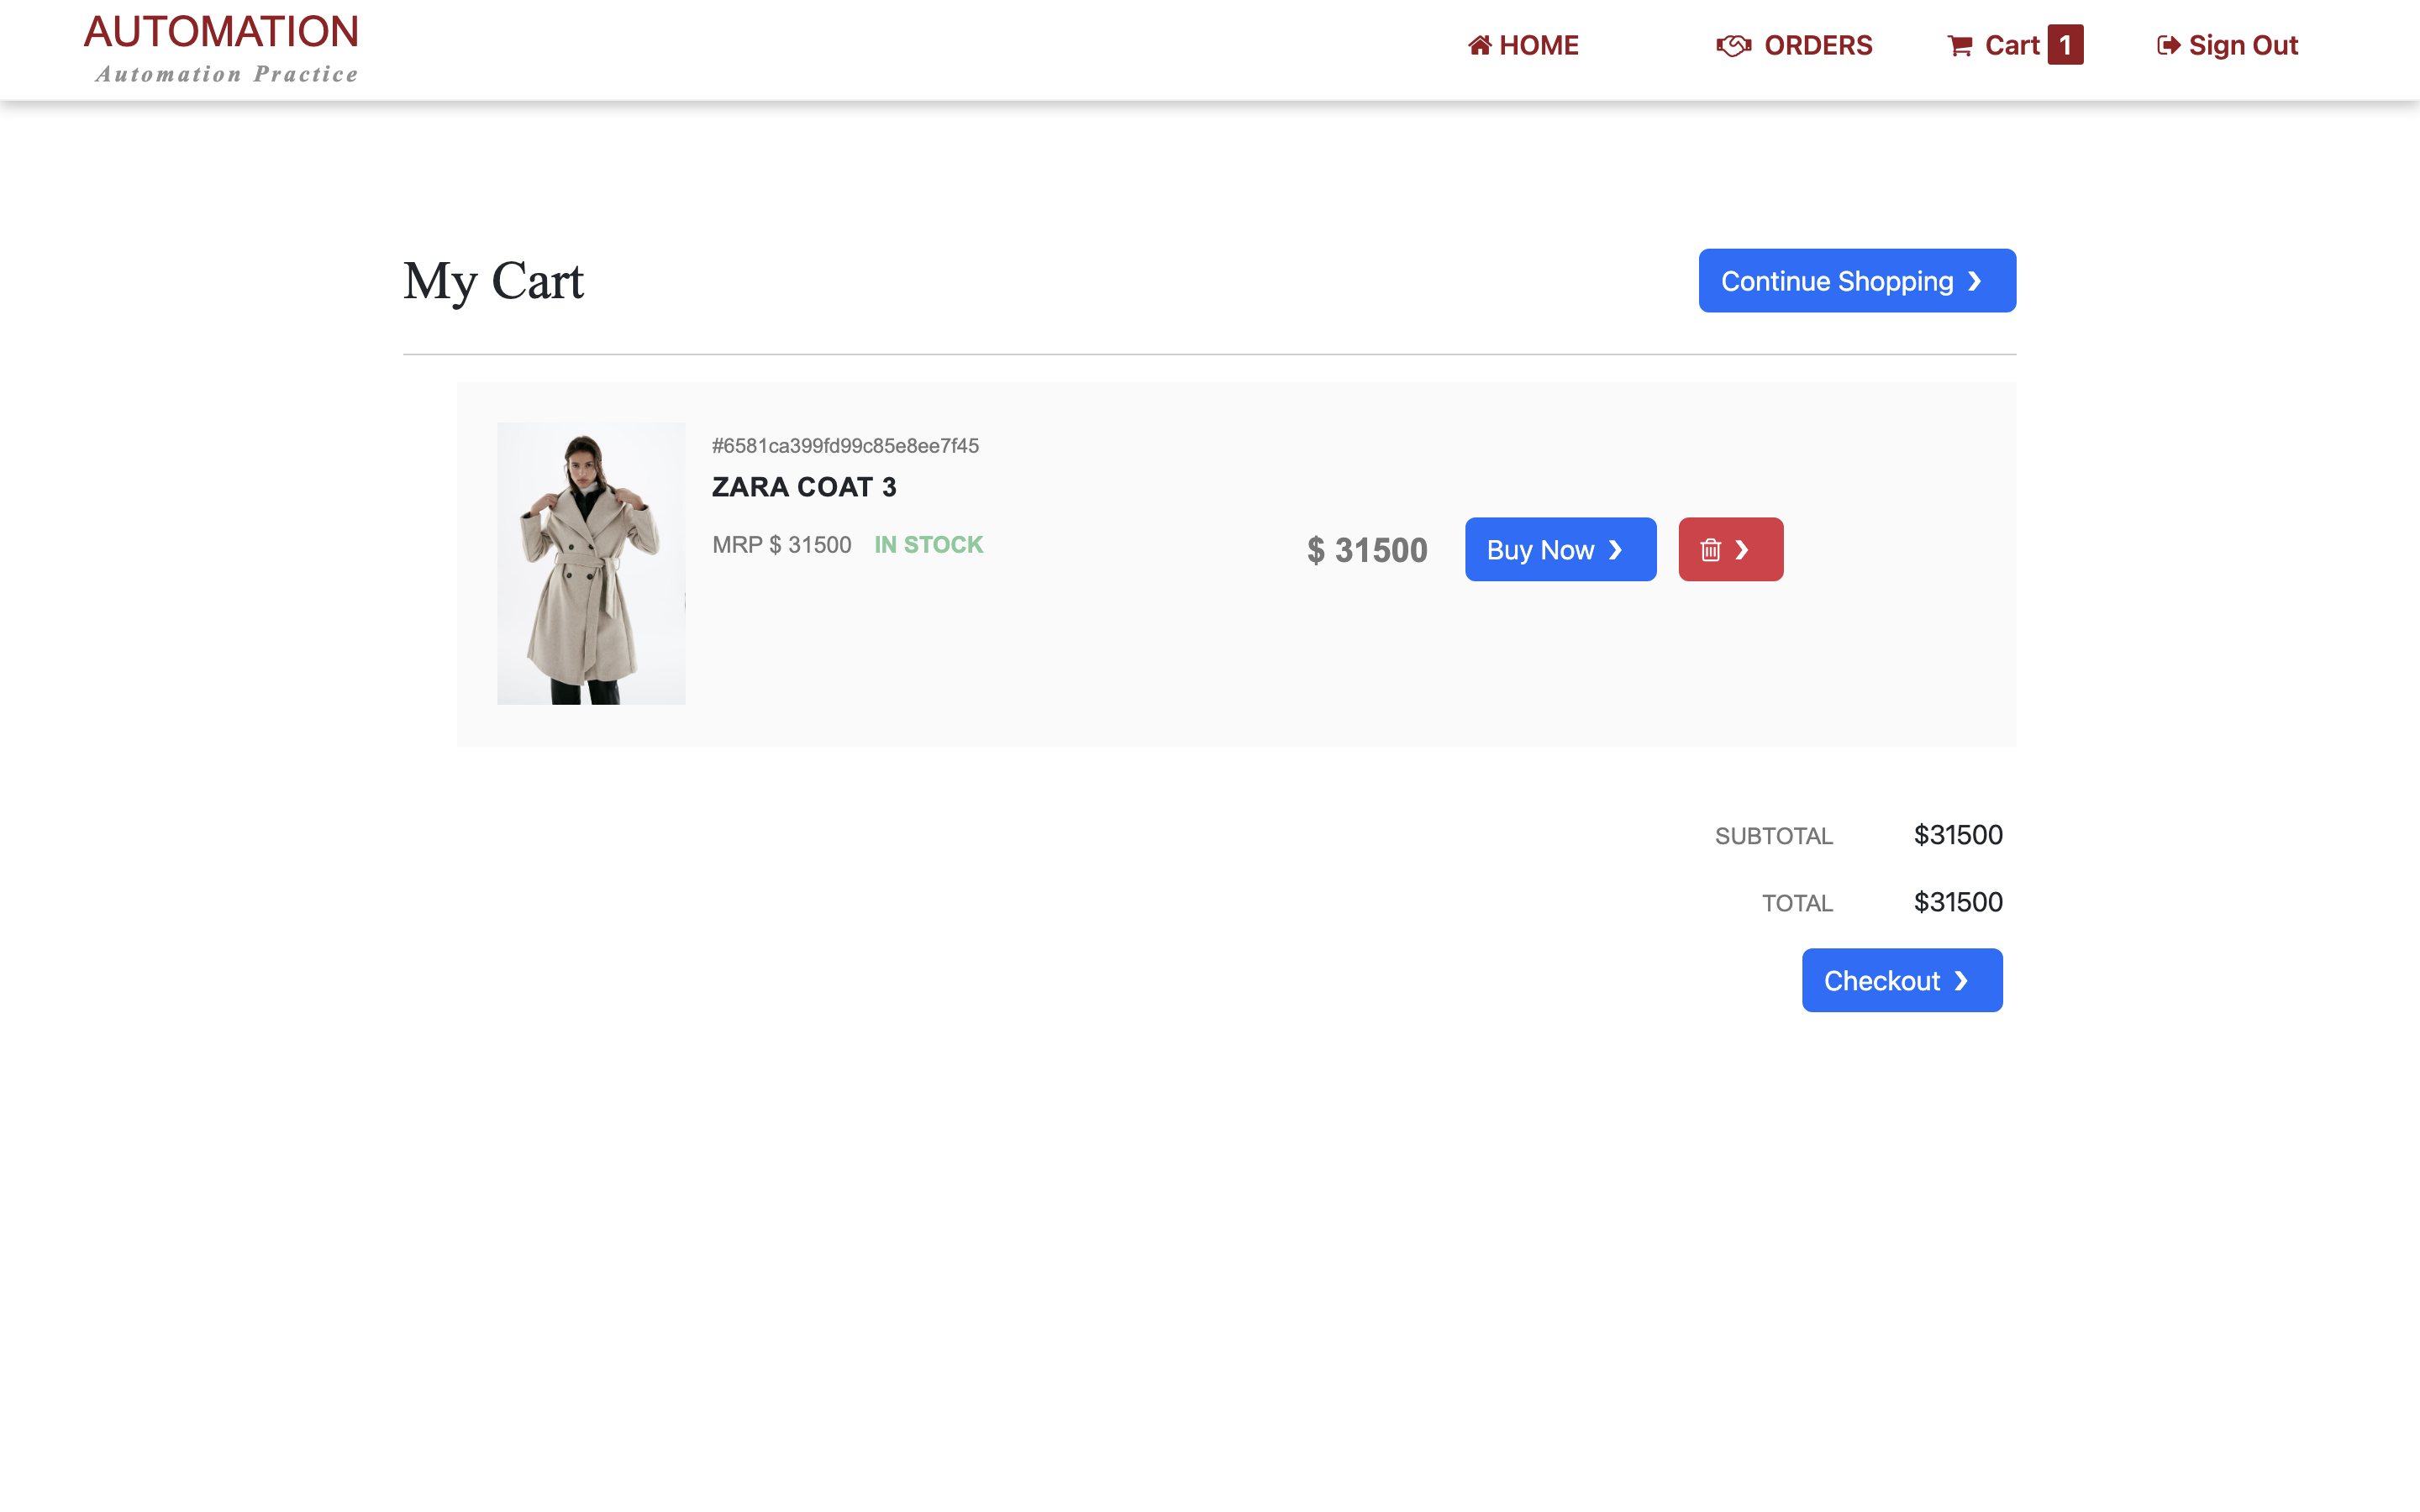 AUTOMATION
Automation Practice
HOME
ORDERS
Cart 1
Sign Out
My Cart
Continue Shopping ❯
#6581ca399fd99c85e8ee7f45
ZARA COAT 3
MRP $ 31500 IN STOCK
$ 31500
Buy Now ❯
❯
SUBTOTAL $31500
TOTAL $31500
Checkout ❯